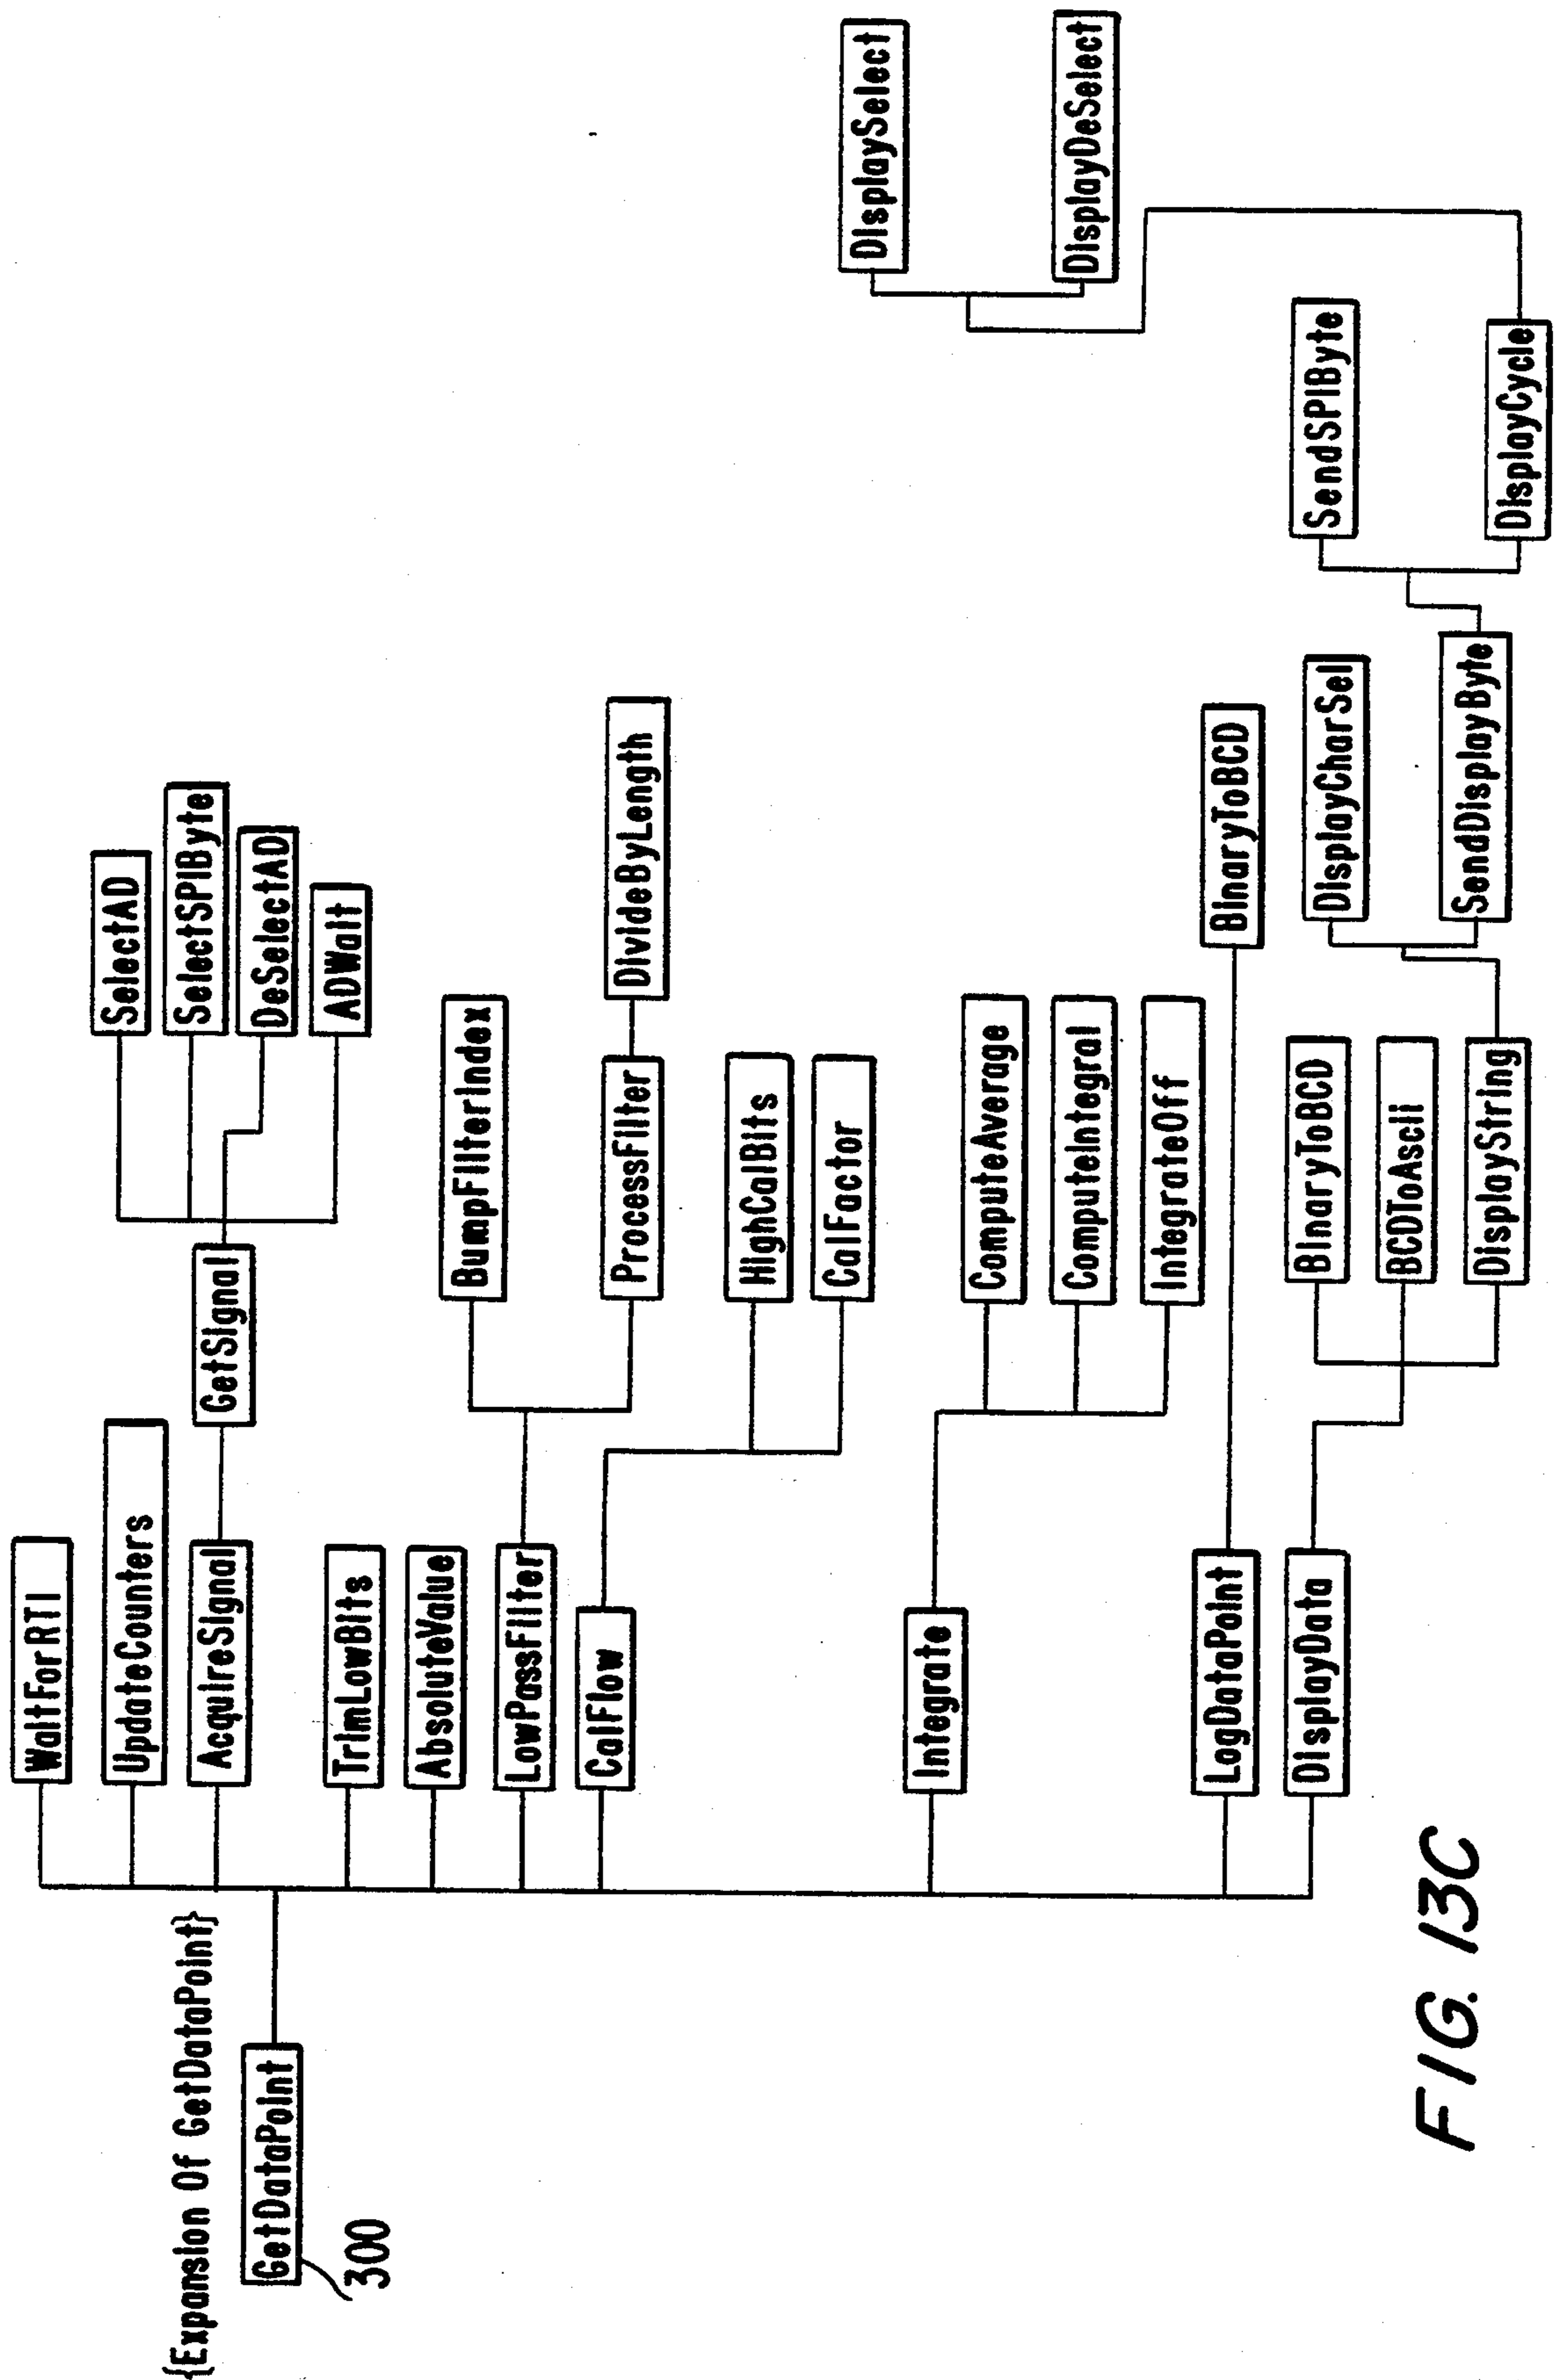 {Expansion Of GetDataPoint}
GetDataPoint
300
WaitForRTI
UpdateCounters
AcquireSignal
GetSignal
SelectAD
SelectSPIByte
DeSelectAD
ADWait
TrimLowBits
AbsoluteValue
LowPassFilter
BumpFilterIndex
ProcessFilter
DivideByLength
CalFlow
HighCalBits
CalFactor
Integrate
ComputeAverage
ComputeIntegral
IntegrateOff
LogDataPoint
BinaryToBCD
DisplayData
BinaryToBCD
BCDToAscii
DisplayString
DisplayCharSel
SendDisplayByte
SendSPIByte
DisplayCycle
DisplaySelect
DisplayDeSelect
FIG. 13C